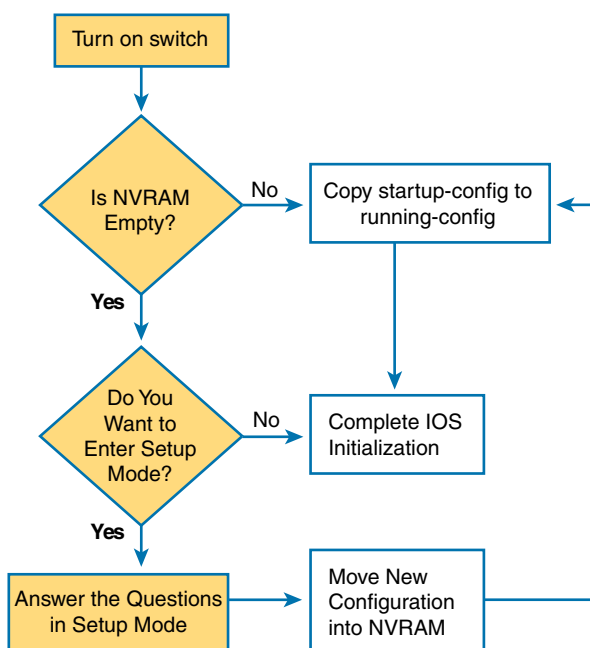 Turn on switch
Is NVRAM
Empty?
No
Copy startup-config to
running-config
Yes
Do You
Want to
Enter Setup
Mode?
No
Complete IOS
Initialization
Yes
Answer the Questions
in Setup Mode
Move New
Configuration
into NVRAM